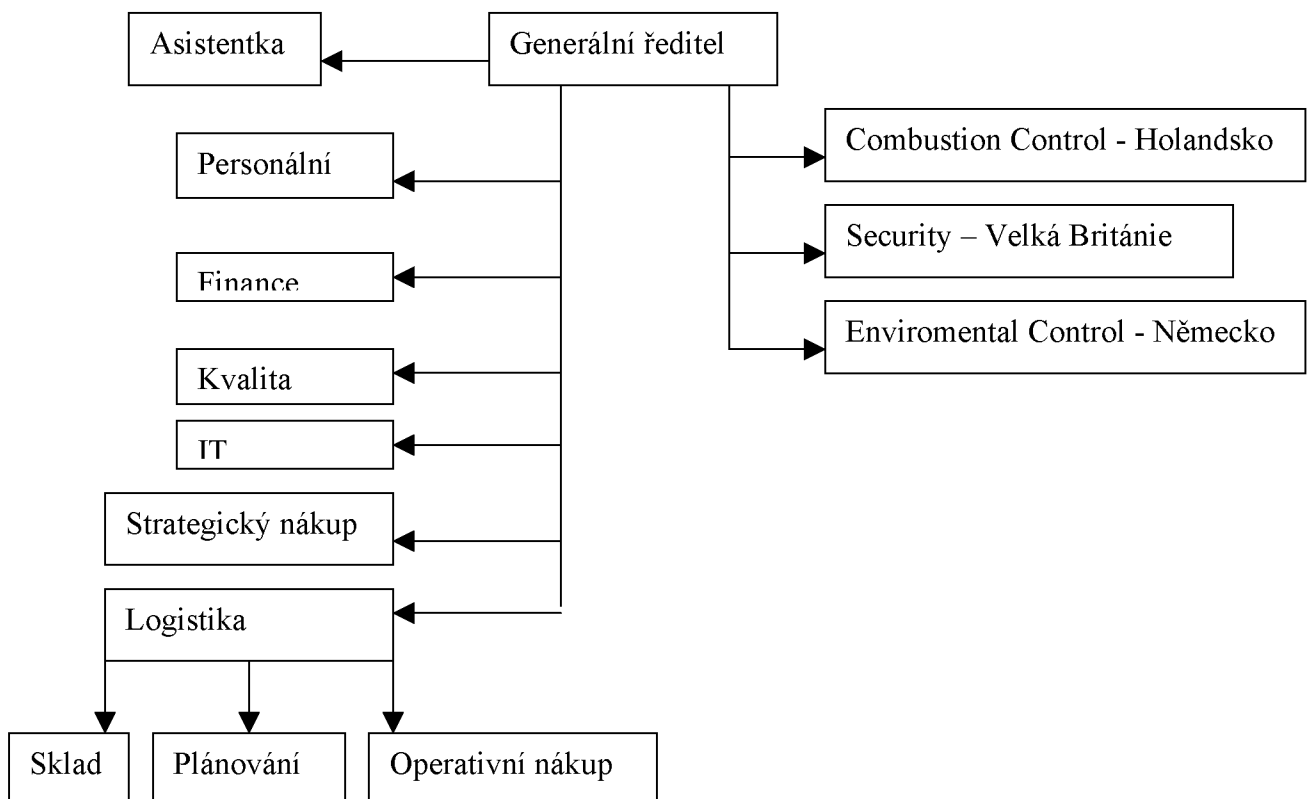 Asistentka
Generální ředitel
Combustion Control - Holandsko
Personální
Security – Velká Británie
Finance
Enviromental Control - Německo
Kvalita
IT
Strategický nákup
Logistika
Sklad
Plánování
Operativní nákup